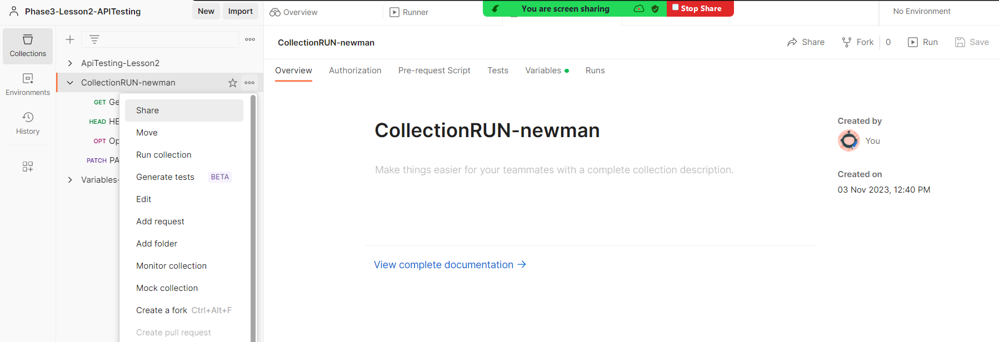 Phase3-Lesson2-APITesting
New
Import
Overview
Runner
You are screen sharing
Stop Share
No Environment
Collections
Environments
History
ApiTesting-Lesson2
CollectionRUN-newman
GET Ge
HEAD HE
OPT Op
PATCH PA
Variables-
Share
Move
Run collection
Generate tests BETA
Edit
Add request
Add folder
Monitor collection
Mock collection
Create a fork Ctrl+Alt+F
Create pull request
CollectionRUN-newman
Share
Fork
0
Run
Save
Overview
Authorization
Pre-request Script
Tests
Variables
Runs
CollectionRUN-newman
Make things easier for your teammates with a complete collection description.
View complete documentation →
Created by
You
Created on
03 Nov 2023, 12:40 PM